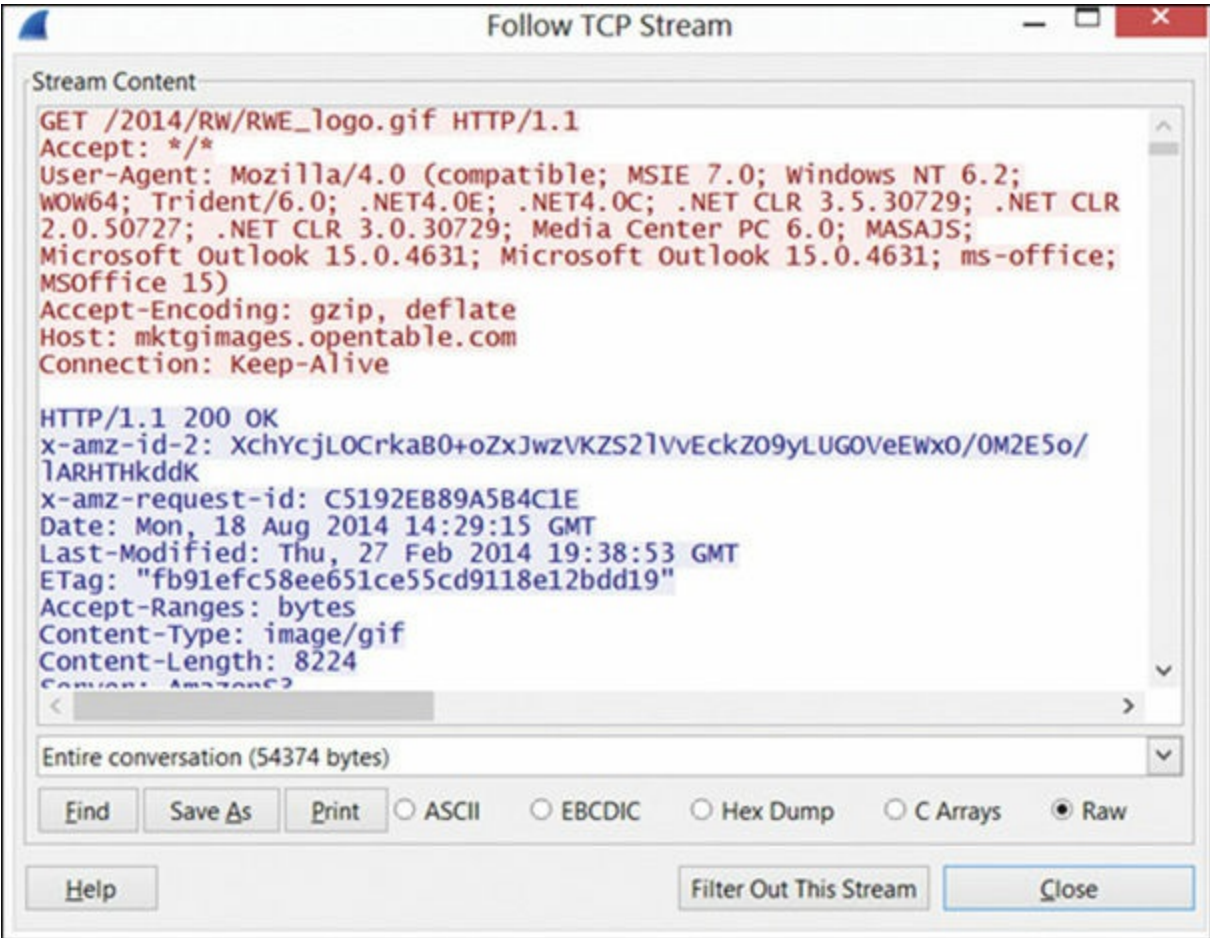 Follow TCP Stream
Stream Content
GET /2014/RW/RWE_logo.gif HTTP/1.1
Accept: */*
User-Agent: Mozilla/4.0 (compatible; MSIE 7.0; Windows NT 6.2;
WOW64; Trident/6.0; .NET4.0E; .NET4.0C; .NET CLR 3.5.30729; .NET CLR
2.0.50727; .NET CLR 3.0.30729; Media Center PC 6.0; MASAJS;
Microsoft Outlook 15.0.4631; Microsoft Outlook 15.0.4631; ms-office;
MSOffice 15)
Accept-Encoding: gzip, deflate
Host: mktgimages.opentable.com
Connection: Keep-Alive
HTTP/1.1 200 OK
x-amz-id-2: XchYcjLOCrkaB0+oZxJwzVKZS2lVvEckZO9yLUGOVeEWxO/0M2E5o/
lARHTHkddK
x-amz-request-id: C5192EB89A5B4C1E
Date: Mon, 18 Aug 2014 14:29:15 GMT
Last-Modified: Thu, 27 Feb 2014 19:38:53 GMT
ETag: "fb91efc58ee651ce55cd9118e12bdd19"
Accept-Ranges: bytes
Content-Type: image/gif
Content-Length: 8224
Server: AmazonS3
Entire conversation (54374 bytes)
Find Save As Print ASCII EBCDIC Hex Dump C Arrays Raw
Help Filter Out This Stream Close